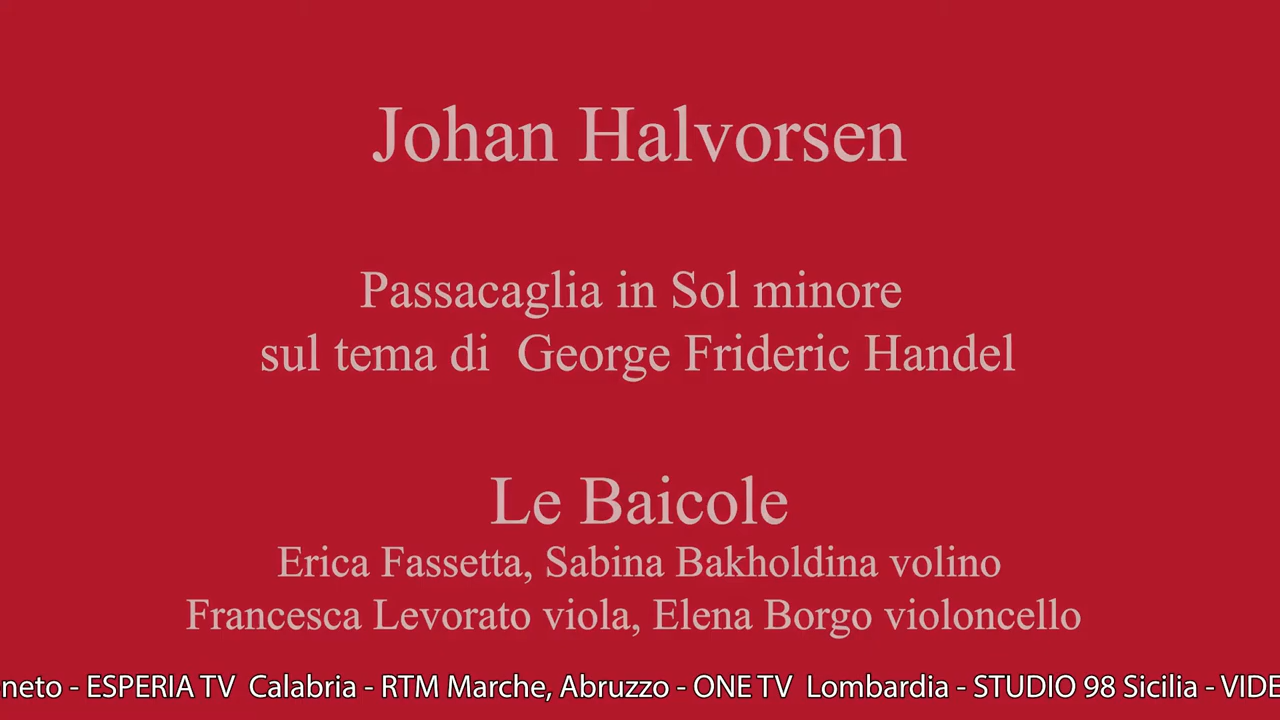 Johan Halvorsen
Passacaglia in Sol minore
sul tema di  George Frideric Handel
Le Baicole
Erica Fassetta, Sabina Bakholdina volino
Francesca Levorato viola, Elena Borgo violoncello
neto - ESPERIA TV  Calabria - RTM Marche, Abruzzo - ONE TV  Lombardia - STUDIO 98 Sicilia - VIDE